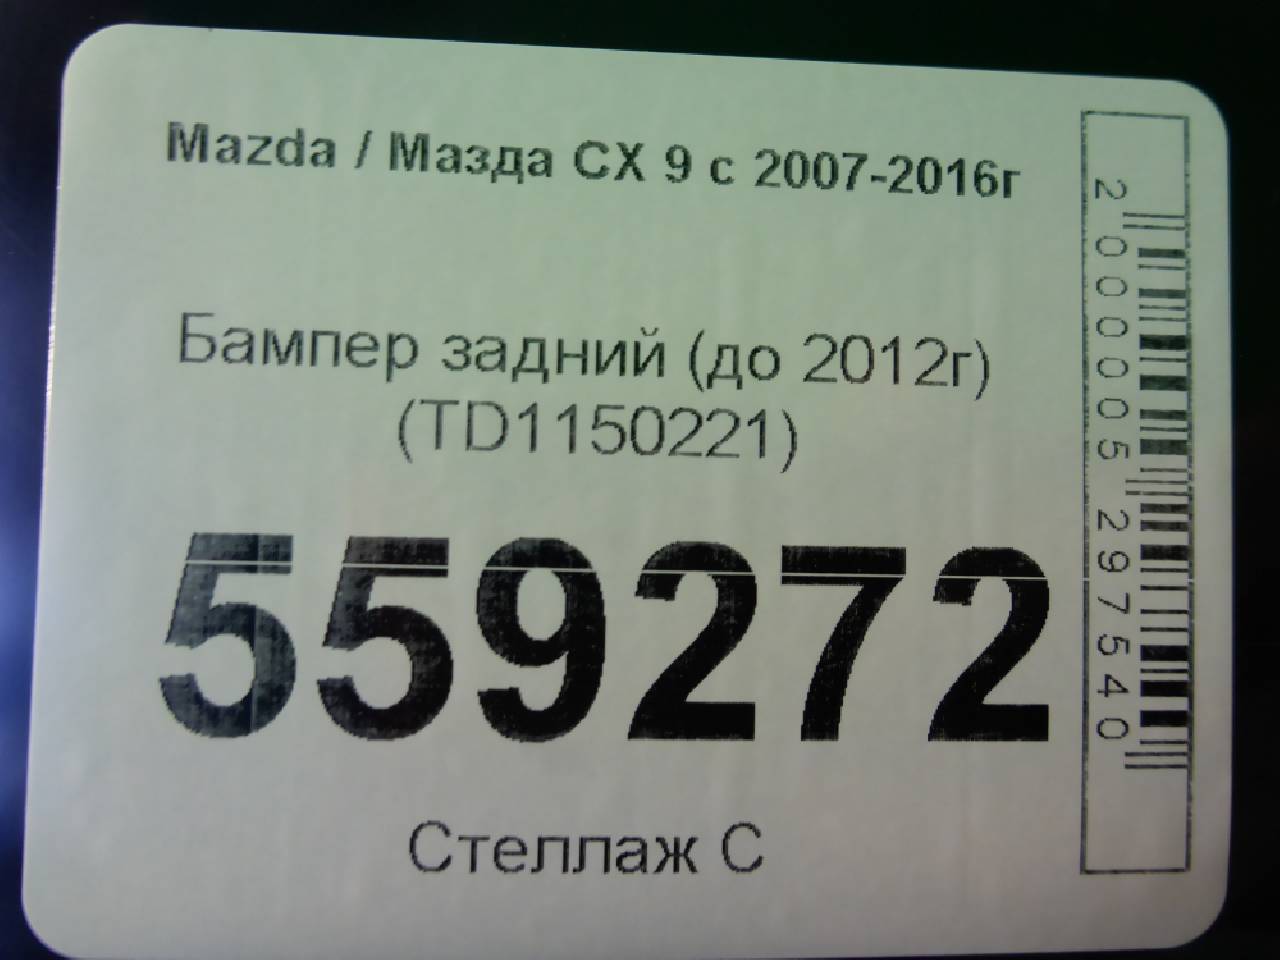 Mazda / Мазда CX 9 с 2007-2016г
Бампер задний (до 2012г)
(TD1150221)
559272
Стеллаж С
2000005297540